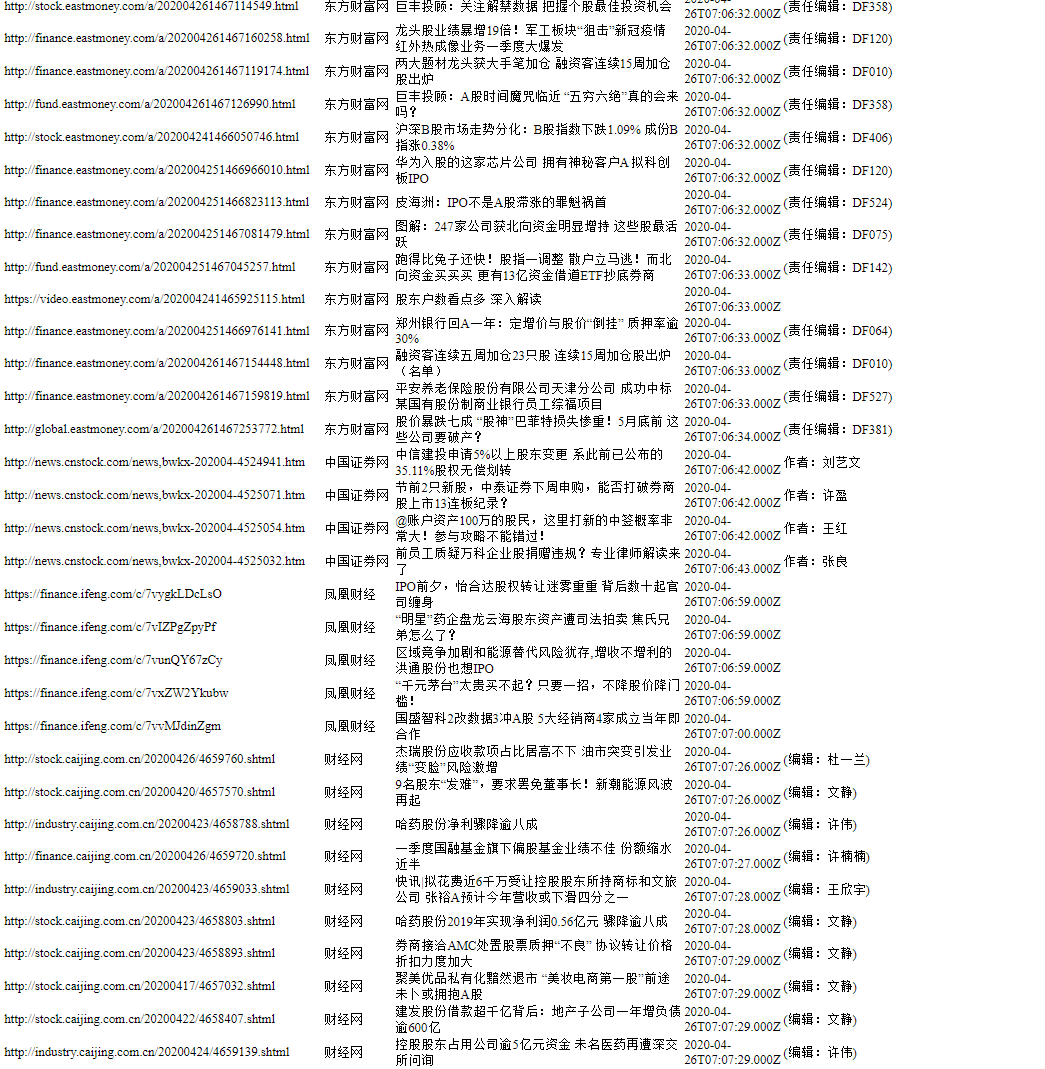 http://stock.eastmoney.com/a/202004261467114549.html 东方财富网 巨丰投顾：关注解禁数据 把握个股最佳投资机会 2020-04-26T07:06:32.000Z (责任编辑：DF358)
http://finance.eastmoney.com/a/202004261467160258.html 东方财富网 龙头股业绩暴增19倍！军工板块“狙击”新冠疫情 红外热成像业务一季度大爆发 2020-04-26T07:06:32.000Z (责任编辑：DF120)
http://finance.eastmoney.com/a/202004261467119174.html 东方财富网 两大题材龙头获大手笔加仓 融资客连续15周加仓股出炉 2020-04-26T07:06:32.000Z (责任编辑：DF010)
http://fund.eastmoney.com/a/202004261467126990.html 东方财富网 巨丰投顾：A股时间魔咒临近 “五穷六绝”真的会来吗？ 2020-04-26T07:06:32.000Z (责任编辑：DF358)
http://stock.eastmoney.com/a/202004241466050746.html 东方财富网 沪深B股市场走势分化：B股指数下跌1.09% 成份B指涨0.38% 2020-04-26T07:06:32.000Z (责任编辑：DF406)
http://finance.eastmoney.com/a/202004251466966010.html 东方财富网 华为入股的这家芯片公司 拥有神秘客户A 拟科创板IPO 2020-04-26T07:06:32.000Z (责任编辑：DF120)
http://finance.eastmoney.com/a/202004251466823113.html 东方财富网 皮海洲：IPO不是A股滞涨的罪魁祸首 2020-04-26T07:06:32.000Z (责任编辑：DF524)
http://finance.eastmoney.com/a/202004251467081479.html 东方财富网 图解：247家公司获北向资金明显增持 这些股最活跃 2020-04-26T07:06:32.000Z (责任编辑：DF075)
http://fund.eastmoney.com/a/202004251467045257.html 东方财富网 跑得比兔子还快！股指一调整 散户立马逃！而北向资金买买买 更有13亿资金借道ETF抄底券商 2020-04-26T07:06:33.000Z (责任编辑：DF142)
https://video.eastmoney.com/a/202004241465925115.html 东方财富网 股东户数看点多 深入解读 2020-04-26T07:06:33.000Z
http://finance.eastmoney.com/a/202004251466976141.html 东方财富网 郑州银行回A一年：定增价与股价“倒挂” 质押率逾30% 2020-04-26T07:06:33.000Z (责任编辑：DF064)
http://finance.eastmoney.com/a/202004261467154448.html 东方财富网 融资客连续五周加仓23只股 连续15周加仓股出炉（名单） 2020-04-26T07:06:33.000Z (责任编辑：DF010)
http://finance.eastmoney.com/a/202004261467159819.html 东方财富网 平安养老保险股份有限公司天津分公司 成功中标某国有股份制商业银行员工综福项目 2020-04-26T07:06:33.000Z (责任编辑：DF527)
http://global.eastmoney.com/a/202004261467253772.html 东方财富网 股价暴跌七成 “股神”巴菲特损失惨重！5月底前 这些公司要破产？ 2020-04-26T07:06:34.000Z (责任编辑：DF381)
http://news.cnstock.com/news,bwkx-202004-4524941.htm 中国证券网 中信建投申请5%以上股东变更 系此前已公布的35.11%股权无偿划转 2020-04-26T07:06:42.000Z 作者：刘艺文
http://news.cnstock.com/news,bwkx-202004-4525071.htm 中国证券网 节前2只新股，中泰证券下周申购，能否打破券商股上市13连板纪录？ 2020-04-26T07:06:42.000Z 作者：许盈
http://news.cnstock.com/news,bwkx-202004-4525054.htm 中国证券网 @账户资产100万的股民，这里打新的中签概率非常大！参与攻略不能错过！ 2020-04-26T07:06:42.000Z 作者：王红
http://news.cnstock.com/news,bwkx-202004-4525032.htm 中国证券网 前员工质疑万科企业股捐赠违规？专业律师解读来了 2020-04-26T07:06:43.000Z 作者：张良
https://finance.ifeng.com/c/7vygkLDcLsO 凤凰财经 IPO前夕，怡合达股权转让迷雾重重 背后数十起官司缠身 2020-04-26T07:06:59.000Z
https://finance.ifeng.com/c/7vIZPgZpyPf 凤凰财经 “明星”药企盘龙云海股东资产遭司法拍卖 焦氏兄弟怎么了？ 2020-04-26T07:06:59.000Z
https://finance.ifeng.com/c/7vunQY67zCy 凤凰财经 区域竞争加剧和能源替代风险犹存,增收不增利的洪通股份也想IPO 2020-04-26T07:06:59.000Z
https://finance.ifeng.com/c/7vxZW2Ykubw 凤凰财经 “千元茅台”太贵买不起？只要一招，不降股价降门槛！ 2020-04-26T07:06:59.000Z
https://finance.ifeng.com/c/7vvMJdinZgm 凤凰财经 国盛智科2改数据3冲A股 5大经销商4家成立当年即合作 2020-04-26T07:07:00.000Z
http://stock.caijing.com.cn/20200426/4659760.shtml 财经网 杰瑞股份应收款项占比居高不下 油市突变引发业绩“变脸”风险激增 2020-04-26T07:07:26.000Z (编辑：杜一兰)
http://stock.caijing.com.cn/20200420/4657570.shtml 财经网 9名股东“发难”，要求罢免董事长！新潮能源风波再起 2020-04-26T07:07:26.000Z (编辑：文静)
http://industry.caijing.com.cn/20200423/4658788.shtml 财经网 哈药股份净利骤降逾八成 2020-04-26T07:07:26.000Z (编辑：许伟)
http://finance.caijing.com.cn/20200426/4659720.shtml 财经网 一季度国融基金旗下偏股基金业绩不佳 份额缩水近半 2020-04-26T07:07:27.000Z (编辑：许楠楠)
http://industry.caijing.com.cn/20200423/4659033.shtml 财经网 快讯|拟花费近6千万受让控股股东所持商标和文旅公司 张裕A预计今年营收或下滑四分之一 2020-04-26T07:07:28.000Z (编辑：王欣宇)
http://stock.caijing.com.cn/20200423/4658803.shtml 财经网 哈药股份2019年实现净利润0.56亿元 骤降逾八成 2020-04-26T07:07:28.000Z (编辑：文静)
http://stock.caijing.com.cn/20200423/4658893.shtml 财经网 券商接洽AMC处置股票质押“不良” 协议转让价格折扣力度加大 2020-04-26T07:07:29.000Z (编辑：文静)
http://stock.caijing.com.cn/20200417/4657032.shtml 财经网 聚美优品私有化黯然退市 “美妆电商第一股”前途未卜或拥抱A股 2020-04-26T07:07:29.000Z (编辑：文静)
http://stock.caijing.com.cn/20200422/4658407.shtml 财经网 建发股份借款超千亿背后：地产子公司一年增负债逾600亿 2020-04-26T07:07:29.000Z (编辑：文静)
http://industry.caijing.com.cn/20200424/4659139.shtml 财经网 控股股东占用公司逾5亿元资金 未名医药再遭深交所问询 2020-04-26T07:07:29.000Z (编辑：许伟)